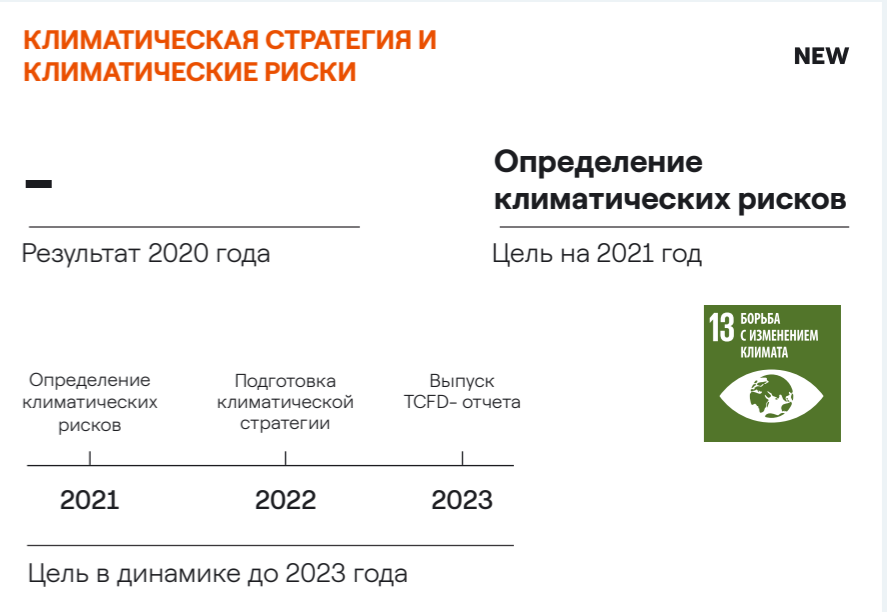 КЛИМАТИЧЕСКАЯ СТРАТЕГИЯ И
КЛИМАТИЧЕСКИЕ РИСКИ
NEW
–
Результат 2020 года
Определение
климатических рисков
Цель на 2021 год
13 БОРЬБА
С ИЗМЕНЕНИЕМ
КЛИМАТА
Определение
климатических
рисков
Подготовка
климатической
стратегии
Выпуск
TCFD- отчета
2021
2022
2023
Цель в динамике до 2023 года